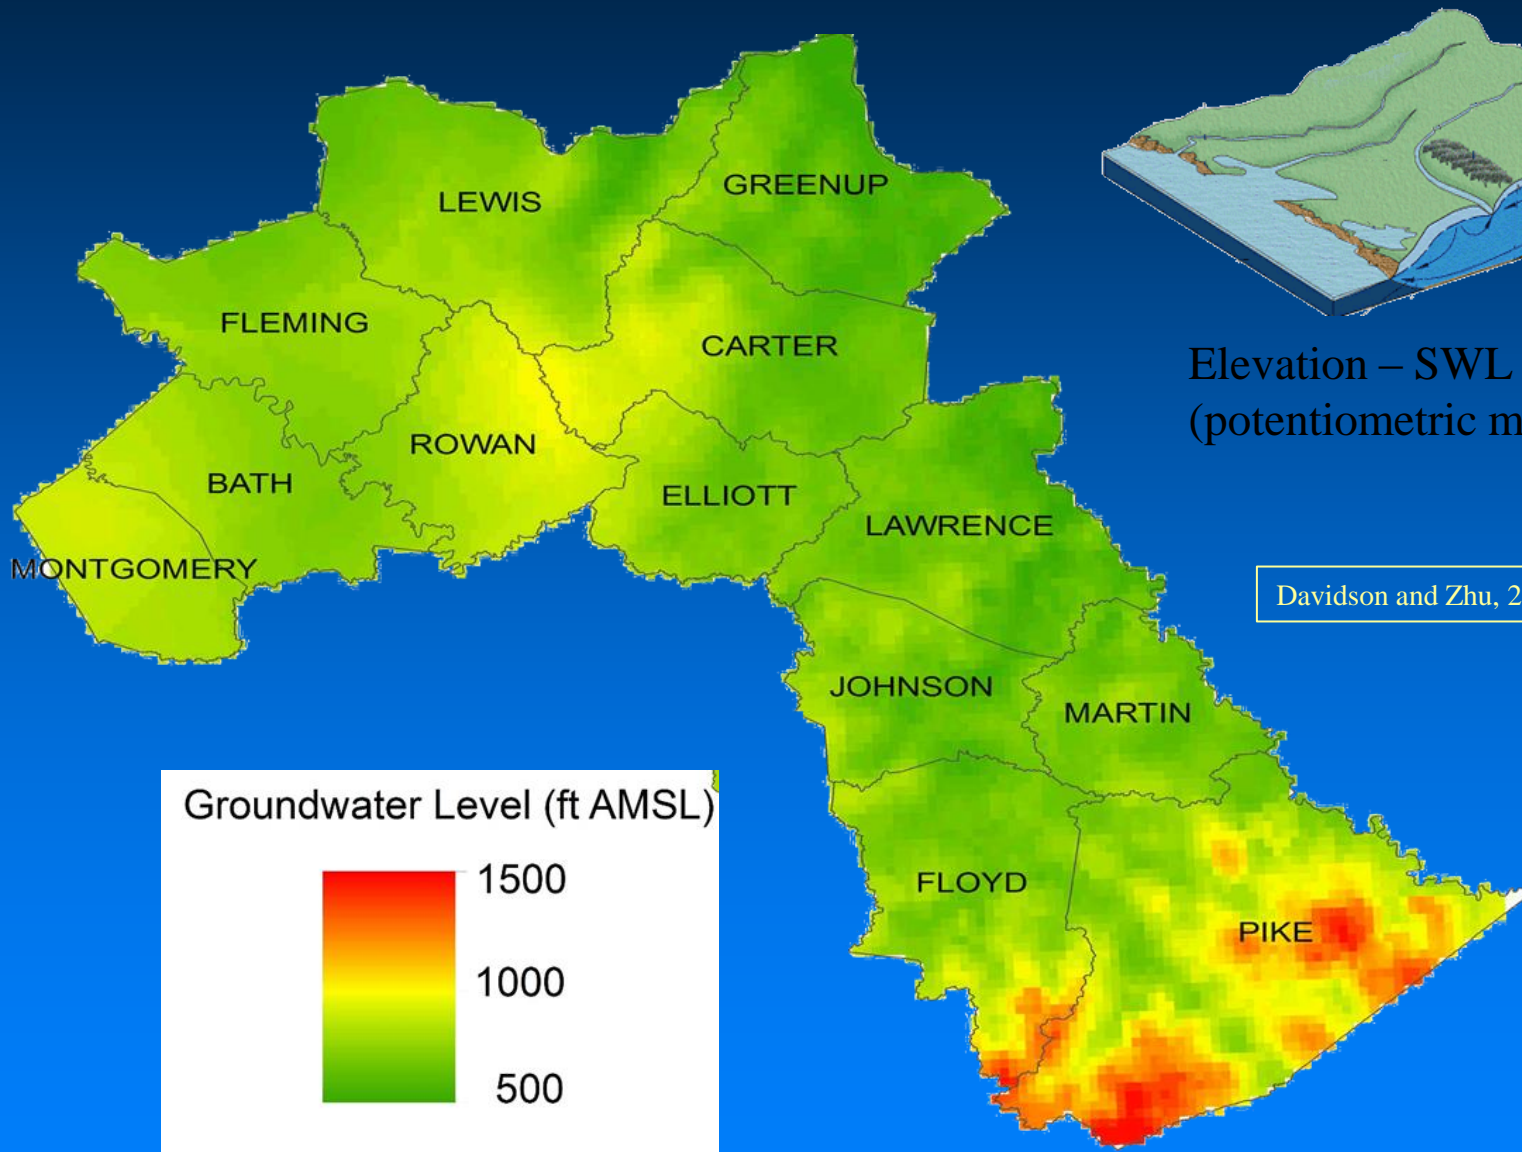 GREENUP
LEWIS
FLEMING
CARTER
ROWAN
BATH
ELLIOTT
LAWRENCE
MONTGOMERY
JOHNSON
MARTIN
FLOYD
PIKE
Elevation – SWL
(potentiometric
Davidson and Zhu,
Groundwater Level (ft AMSL)
1500
1000
500